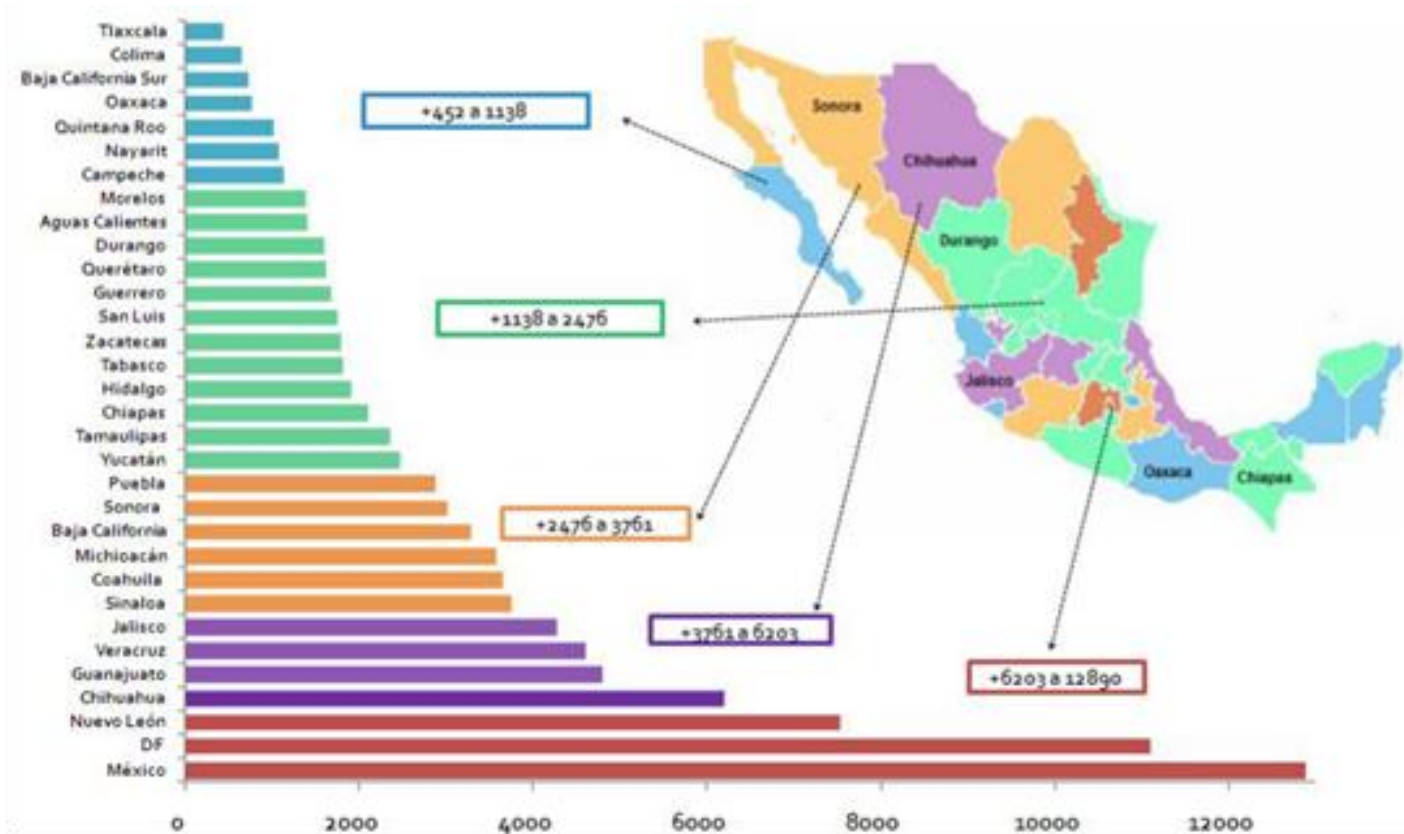 Tlaxcala
Colima
Baja California Sur
Oaxaca
Quintana Roo
Nayarit
Campeche
Morelos
Aguas Calientes
Durango
Querétaro
Guerrero
San Luis
Zacatecas
Tabasco
Hidalgo
Chiapas
Tamaulipas
Yucatán
Puebla
Sonora
Baja California
Michioacán
Coahuila
Sinaloa
Jalisco
Veracruz
Guanajuato
Chihuahua
Nuevo León
DF
México
0 2000 4000 6000 8000 10000 12000
+452 a 1138
+1138 a 2476
+2476 a 3761
+3761 a 6203
+6203 a 12890
Sonora
Chihuahua
Durango
Jalisco
Oaxaca
Chiapas